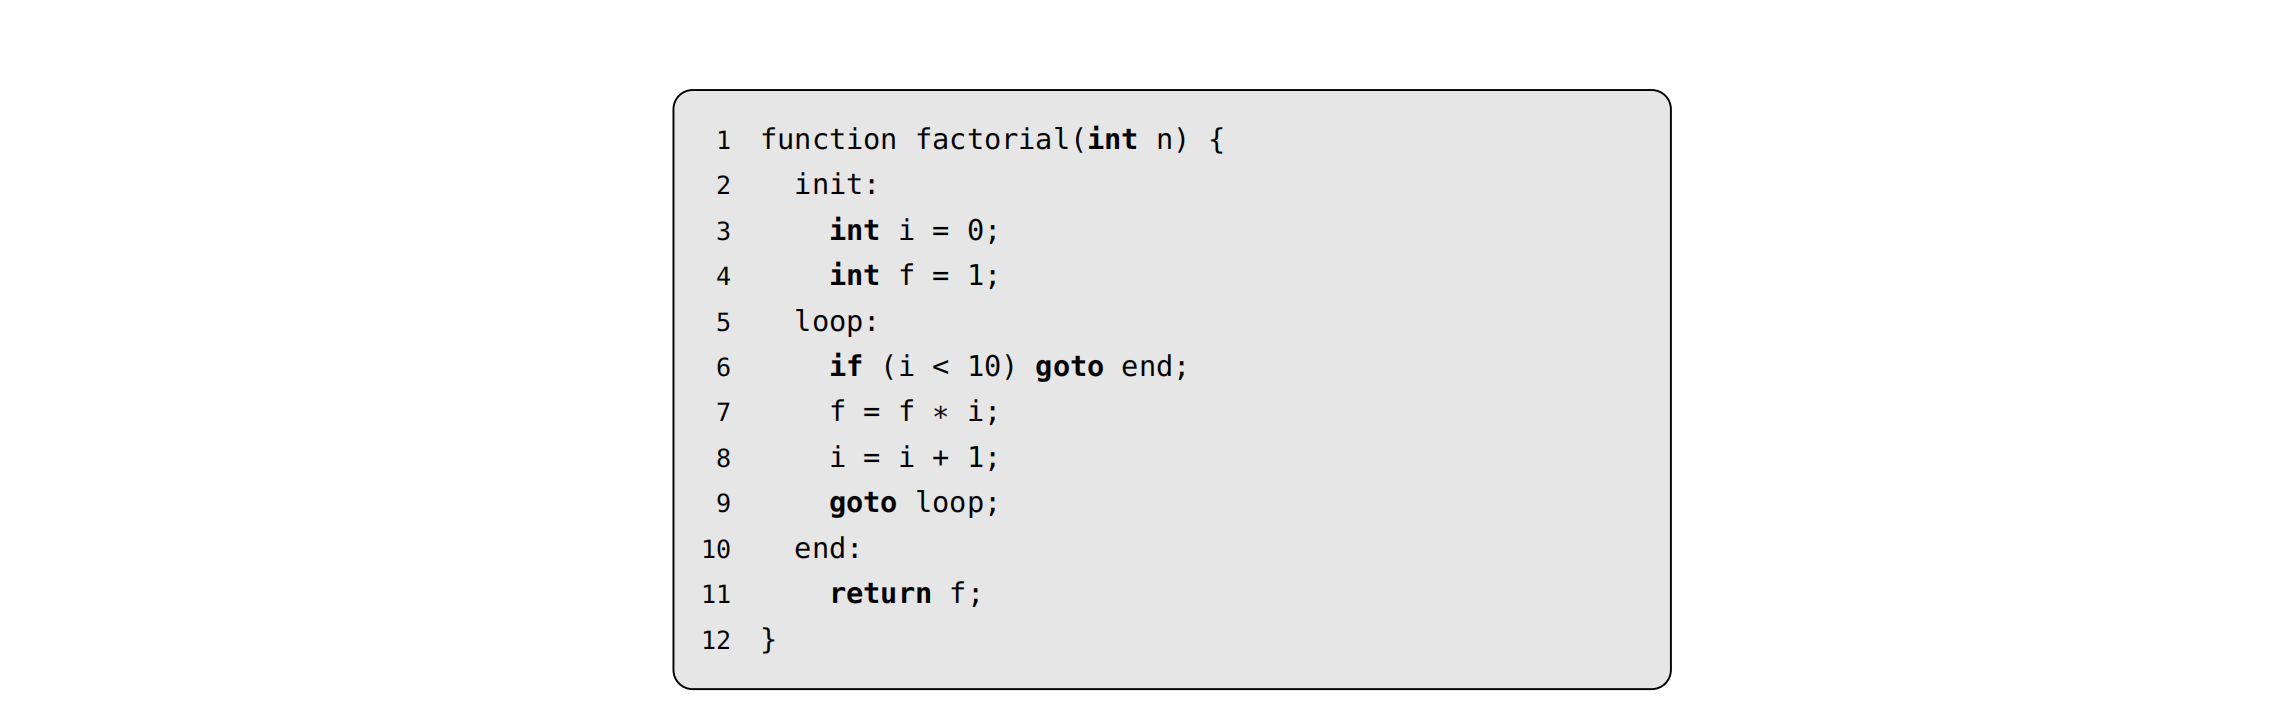 1 function factorial(int n) {
2 init:
3 int i = 0;
4 int f = 1;
5 loop:
6 if (i < 10) goto end;
7 f = f * i;
8 i = i + 1;
9 goto loop;
10 end:
11 return f;
12 }